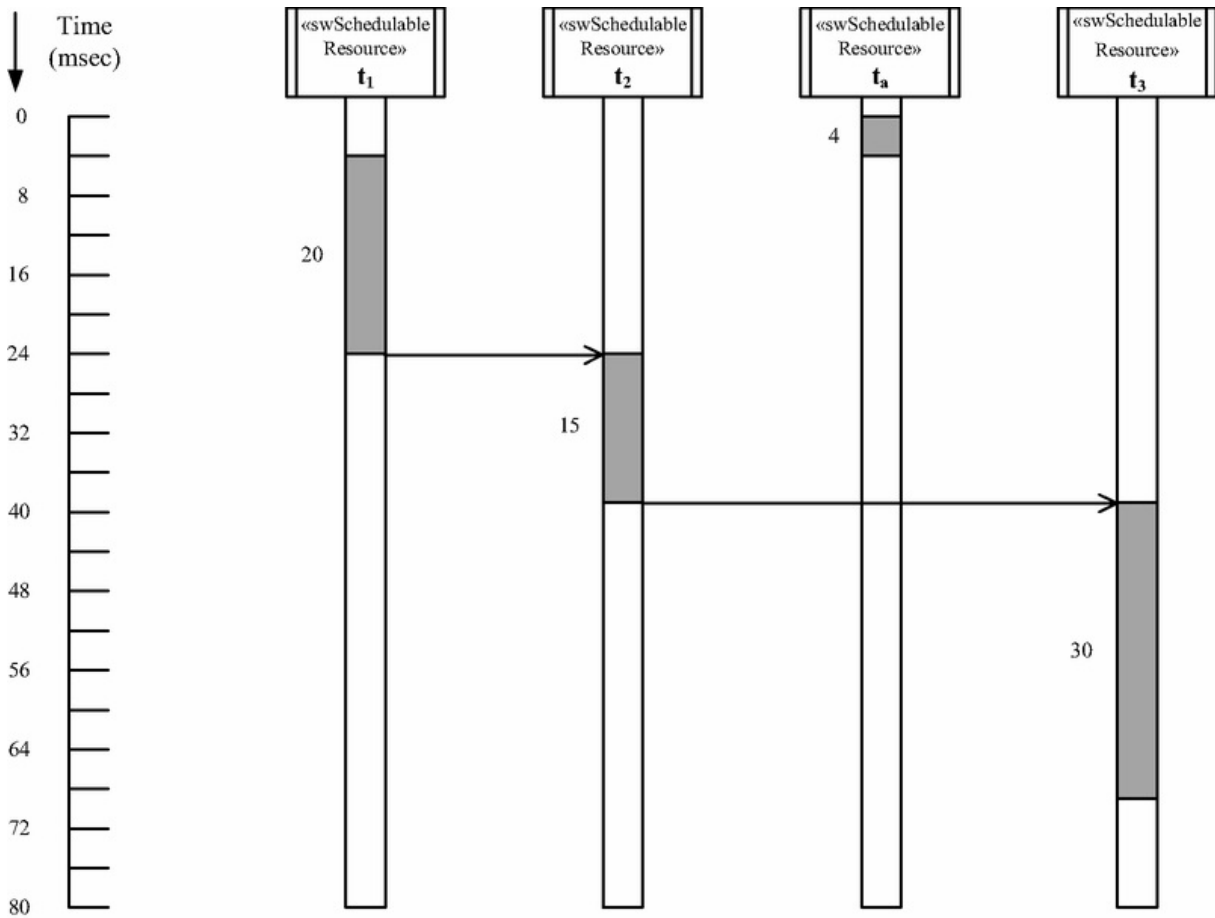 Time
(msec)
«swSchedulable
Resource»
t₁
«swSchedulable
Resource»
t₂
«swSchedulable
Resource»
tₐ
«swSchedulable
Resource»
t₃
0
4
8
20
16
24
15
32
40
48
30
56
64
72
80